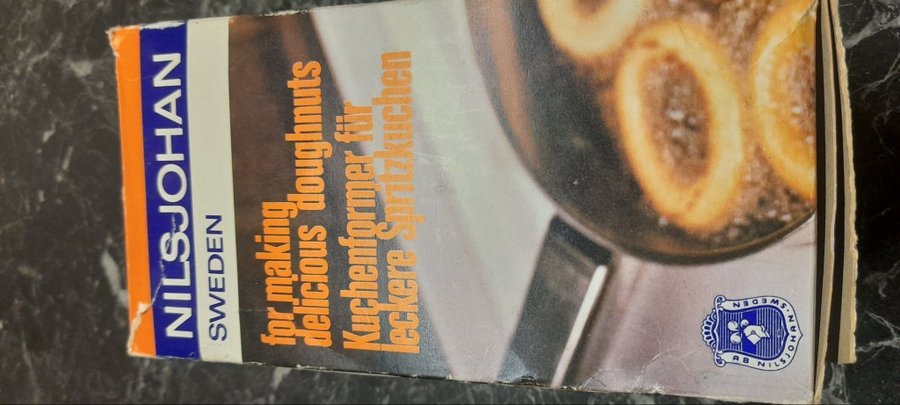 NILSJOHAN
SWEDEN
for making
delicious doughnuts
Kuchenformer für
leckere Spritzkuchen
AB NILSJOHAN · SWEDEN